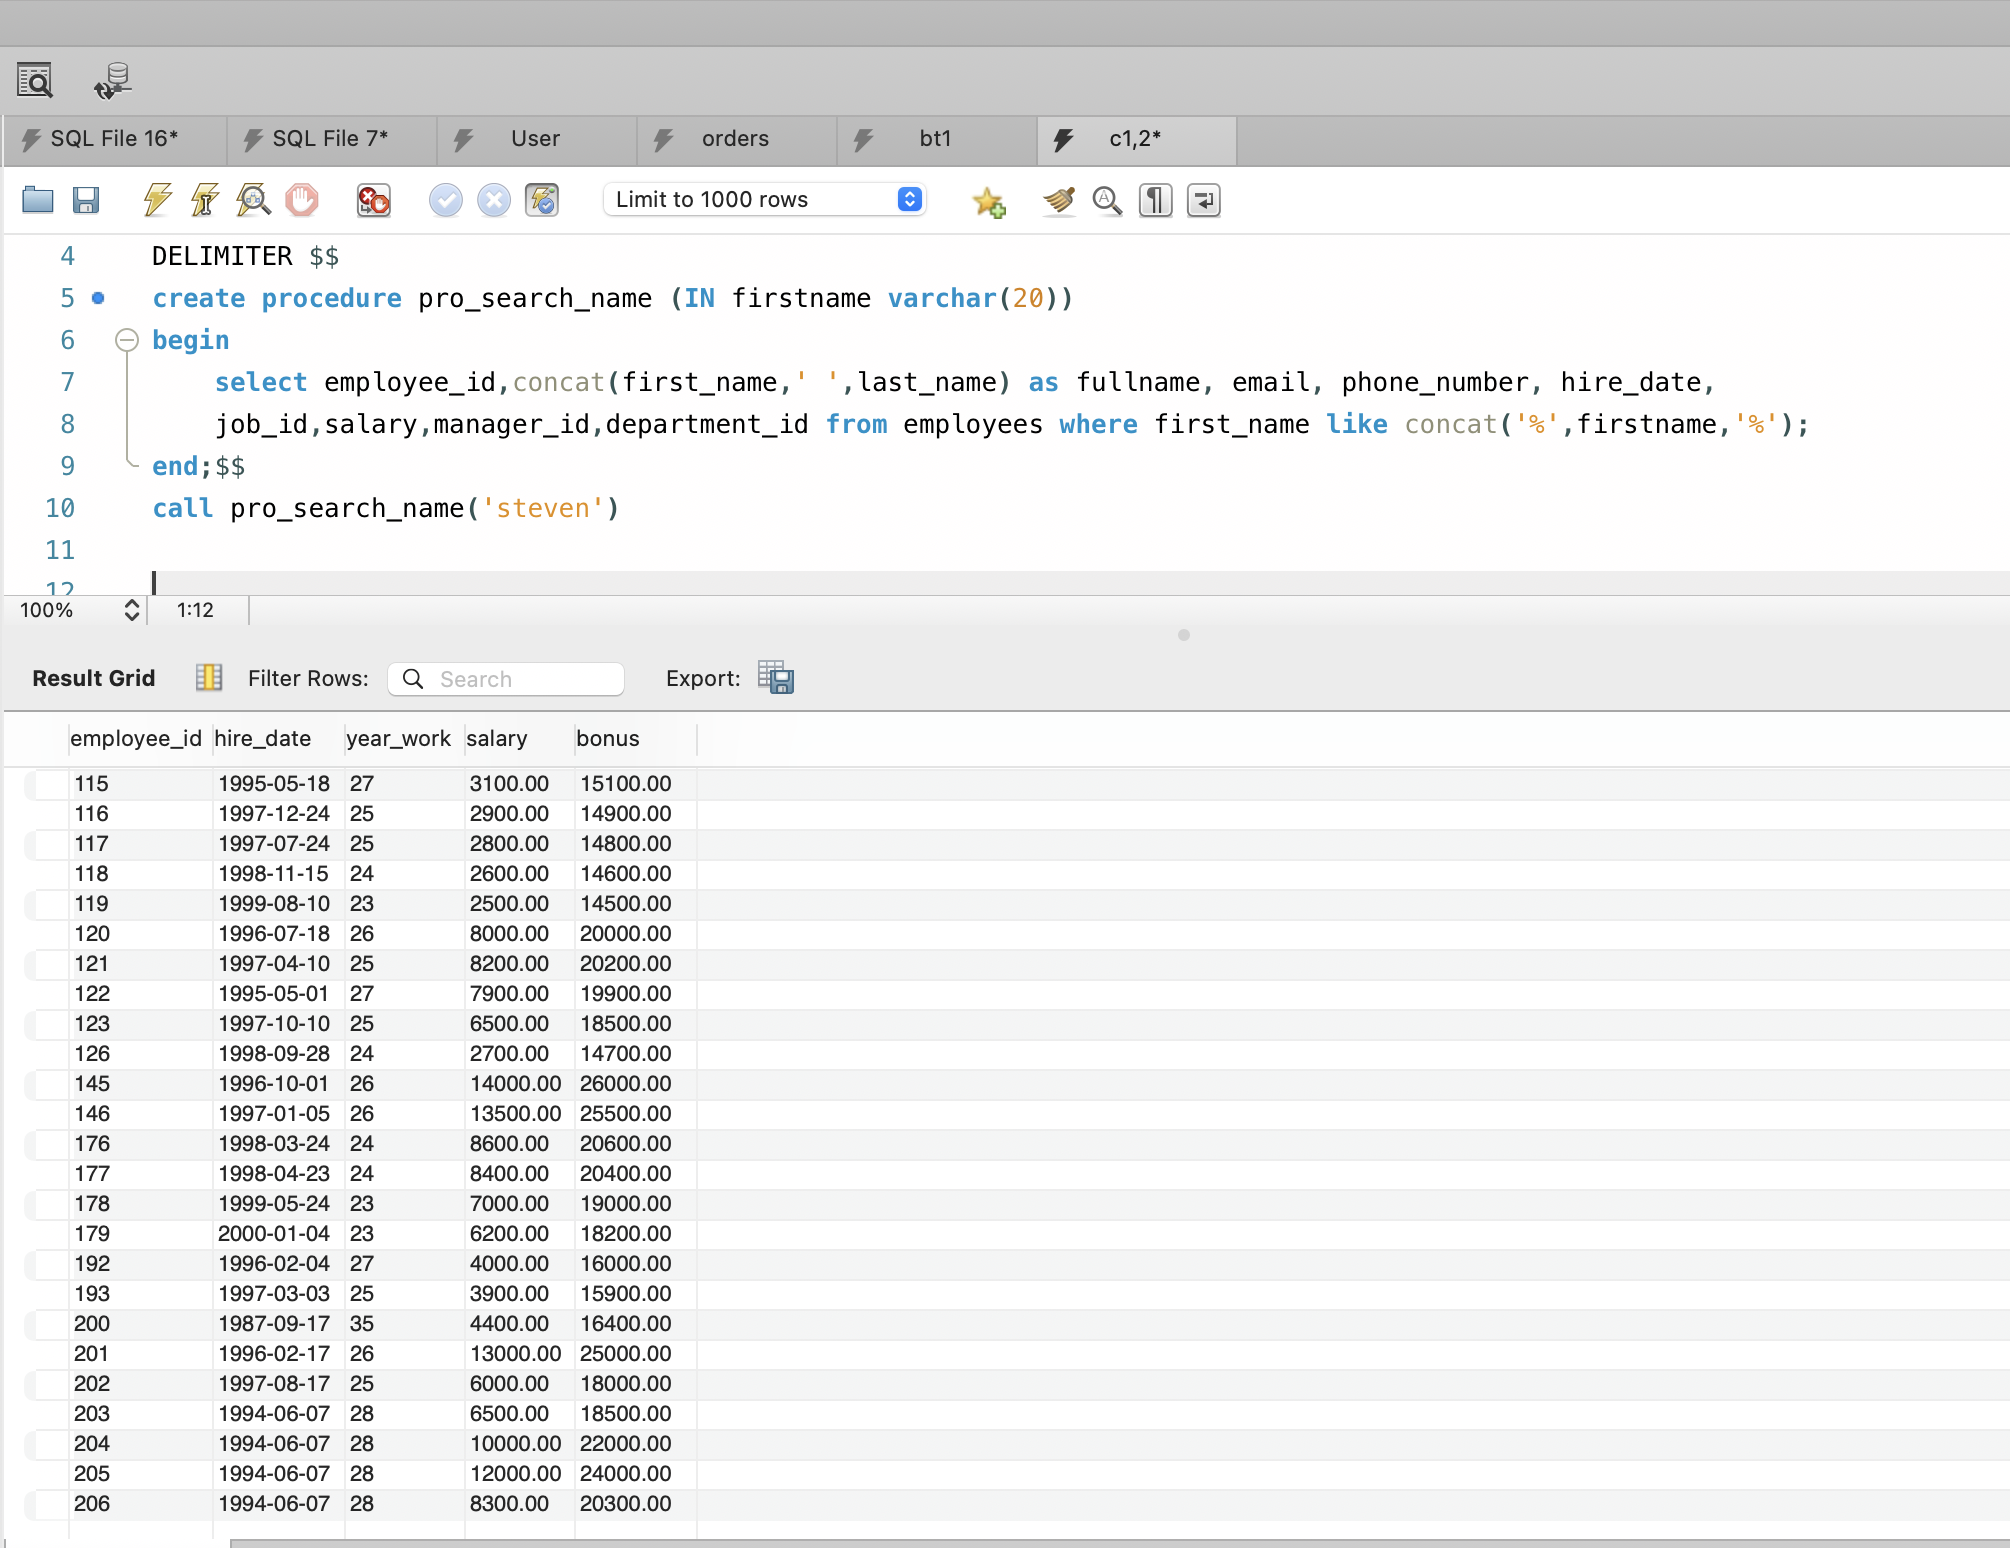 SQL File 16* SQL File 7* User orders bt1 c1,2*
Limit to 1000 rows
4 DELIMITER $$
5 create procedure pro_search_name (IN firstname varchar(20))
6 begin
7 select employee_id,concat(first_name,' ',last_name) as fullname, email, phone_number, hire_date,
8 job_id,salary,manager_id,department_id from employees where first_name like concat('%',firstname,'%');
9 end;$$
10 call pro_search_name('steven')
11
12
100% 1:12
Result Grid Filter Rows: Search Export:
employee_id hire_date year_work salary bonus
115 1995-05-18 27 3100.00 15100.00
116 1997-12-24 25 2900.00 14900.00
117 1997-07-24 25 2800.00 14800.00
118 1998-11-15 24 2600.00 14600.00
119 1999-08-10 23 2500.00 14500.00
120 1996-07-18 26 8000.00 20000.00
121 1997-04-10 25 8200.00 20200.00
122 1995-05-01 27 7900.00 19900.00
123 1997-10-10 25 6500.00 18500.00
126 1998-09-28 24 2700.00 14700.00
145 1996-10-01 26 14000.00 26000.00
146 1997-01-05 26 13500.00 25500.00
176 1998-03-24 24 8600.00 20600.00
177 1998-04-23 24 8400.00 20400.00
178 1999-05-24 23 7000.00 19000.00
179 2000-01-04 23 6200.00 18200.00
192 1996-02-04 27 4000.00 16000.00
193 1997-03-03 25 3900.00 15900.00
200 1987-09-17 35 4400.00 16400.00
201 1996-02-17 26 13000.00 25000.00
202 1997-08-17 25 6000.00 18000.00
203 1994-06-07 28 6500.00 18500.00
204 1994-06-07 28 10000.00 22000.00
205 1994-06-07 28 12000.00 24000.00
206 1994-06-07 28 8300.00 20300.00